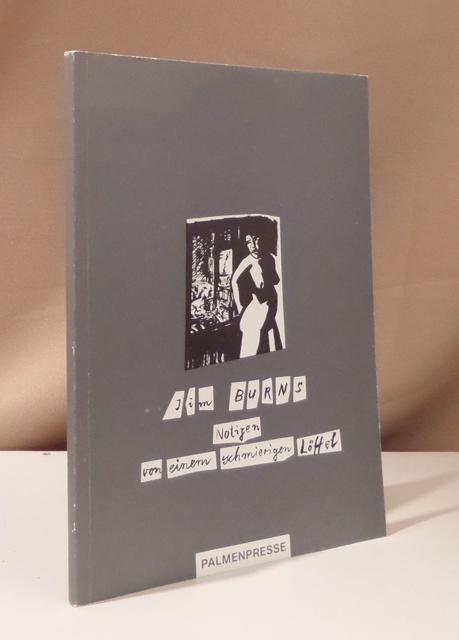 Jim BURNS
Notizen
von einem schmierigen Löffel
PALMENPRESSE